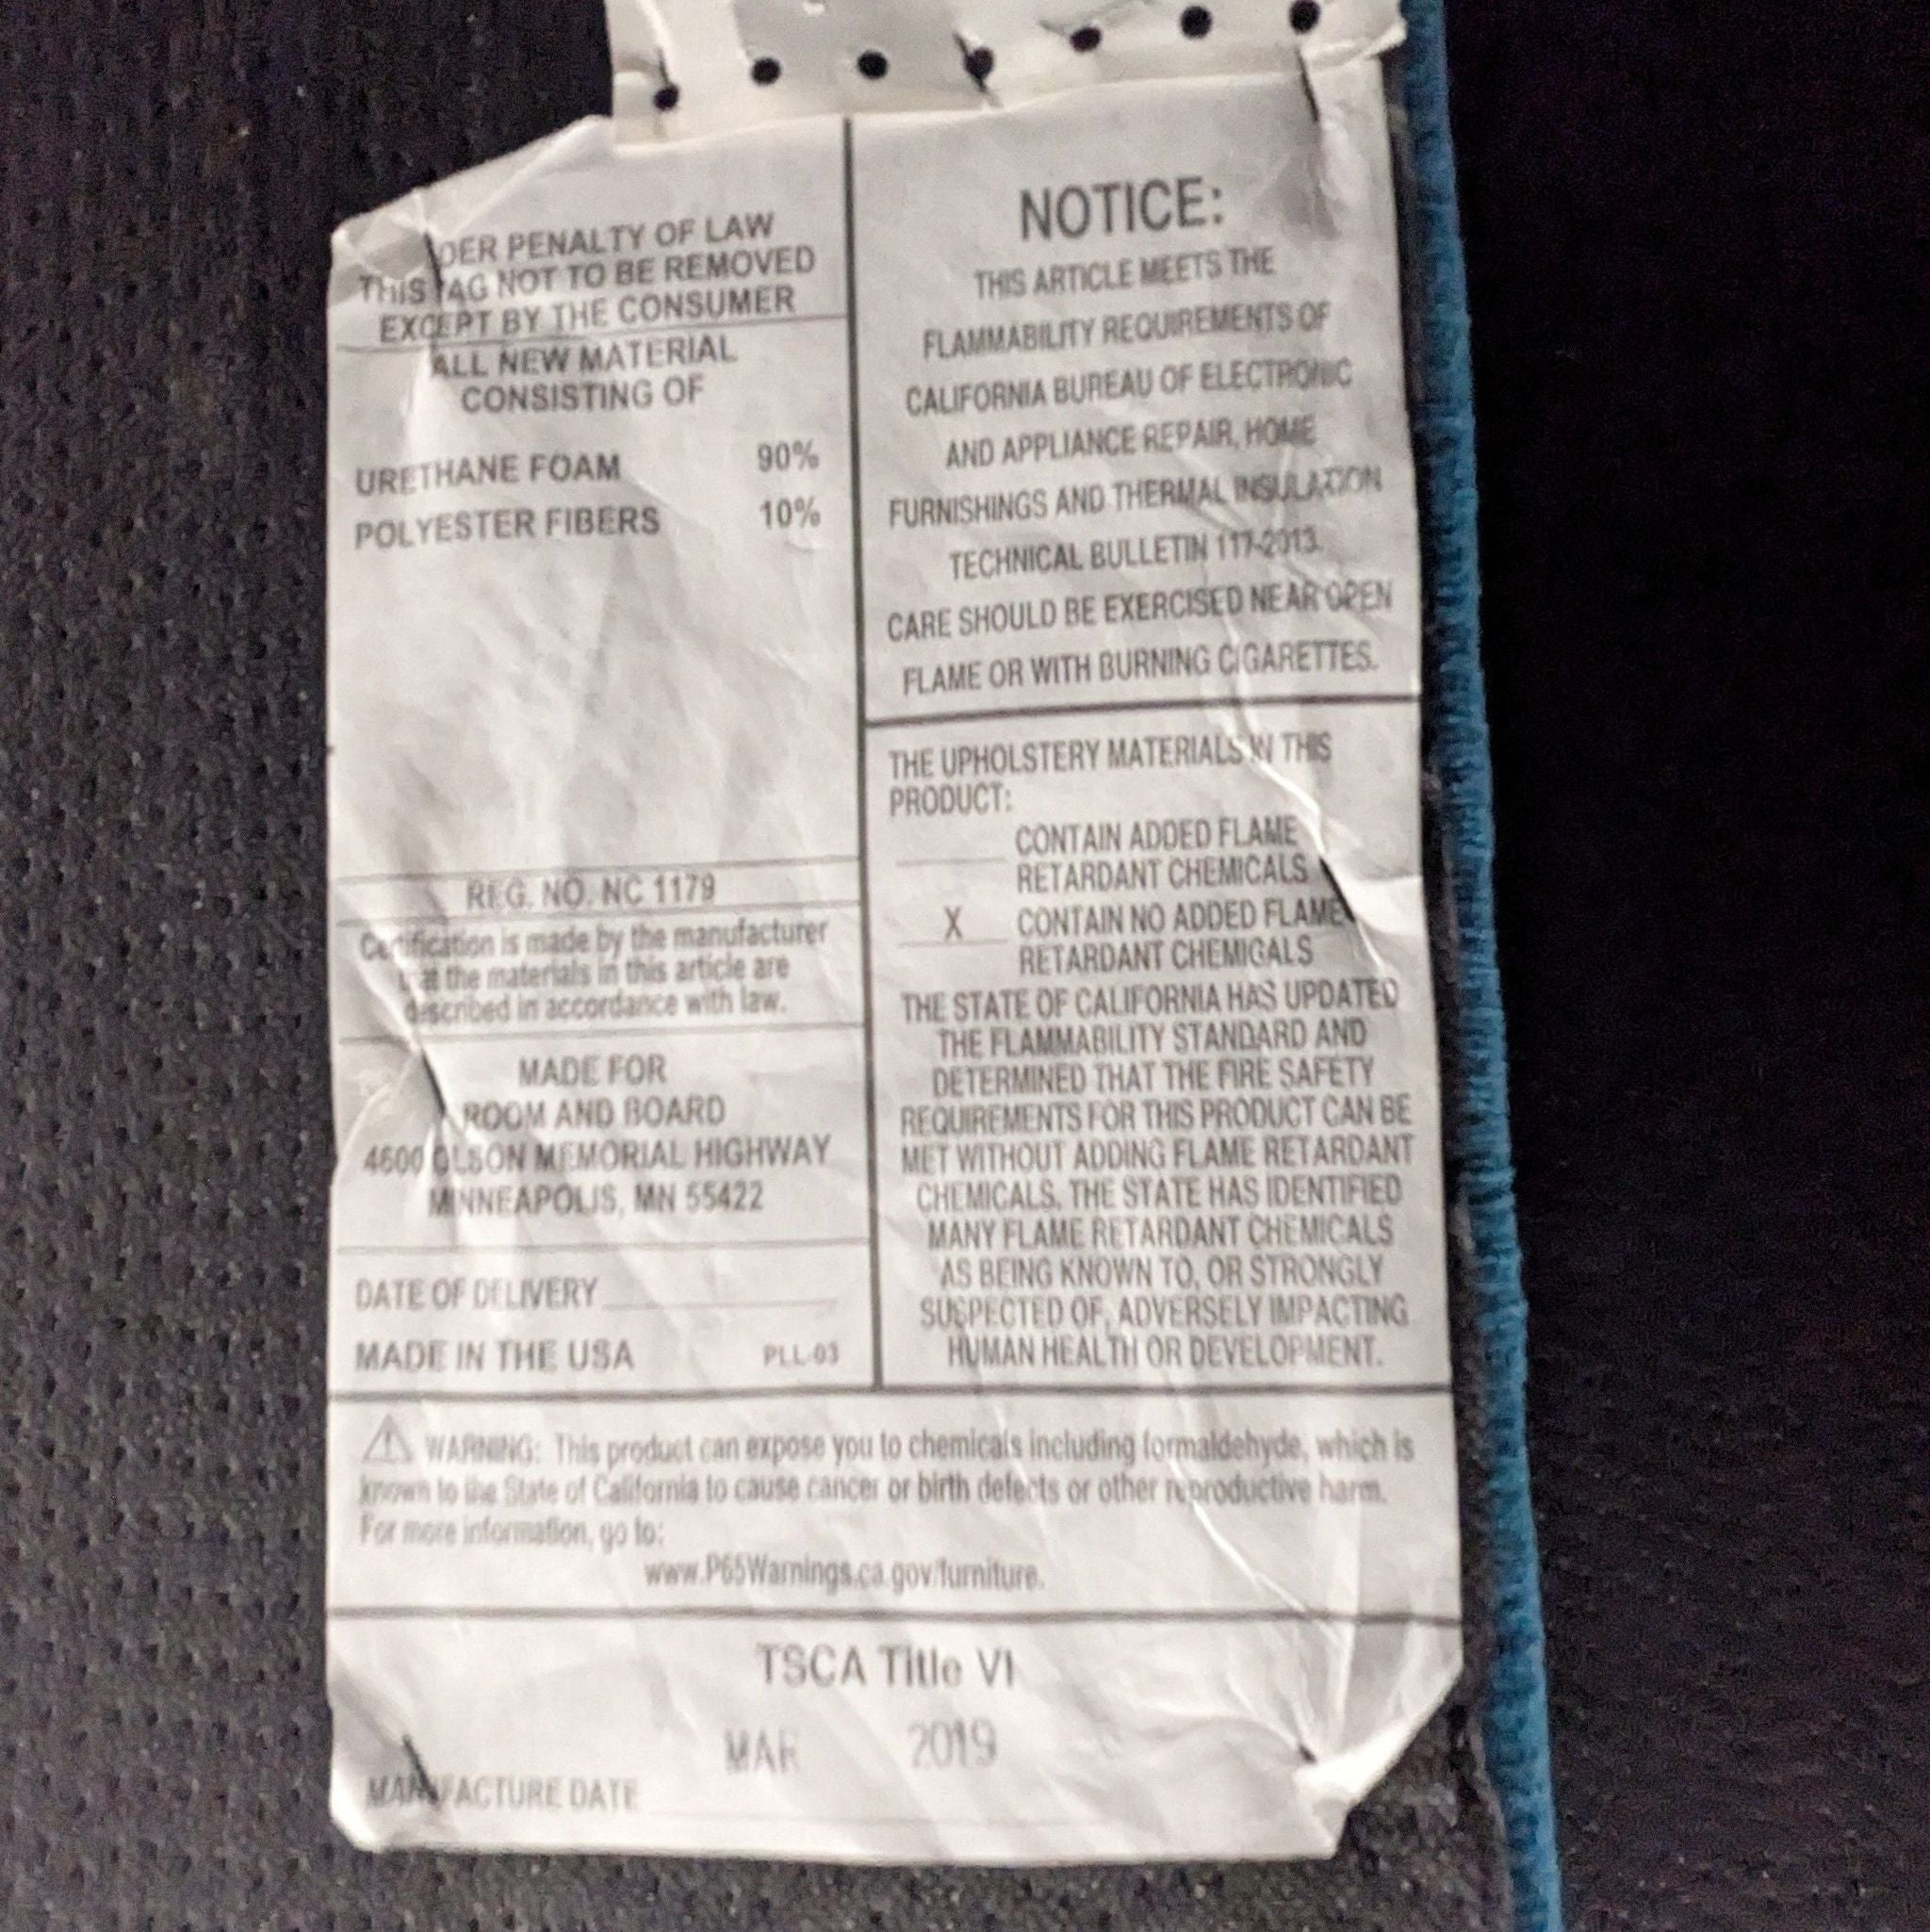 DER PENALTY OF LAW
THIS TAG NOT TO BE REMOVED
EXCEPT BY THE CONSUMER
ALL NEW MATERIAL
CONSISTING OF
URETHANE FOAM 90%
POLYESTER FIBERS 10%
REG. NO. NC 1179
Certification is made by the manufacturer
that the materials in this article are
described in accordance with law.
MADE FOR
ROOM AND BOARD
4600 OLSON MEMORIAL HIGHWAY
MINNEAPOLIS, MN 55422
DATE OF DELIVERY
MADE IN THE USA PLL-03
NOTICE:
THIS ARTICLE MEETS THE
FLAMMABILITY REQUIREMENTS OF
CALIFORNIA BUREAU OF ELECTRONIC
AND APPLIANCE REPAIR, HOME
FURNISHINGS AND THERMAL INSULATION
TECHNICAL BULLETIN 117-2013.
CARE SHOULD BE EXERCISED NEAR OPEN
FLAME OR WITH BURNING CIGARETTES.
THE UPHOLSTERY MATERIALS IN THIS
PRODUCT:
CONTAIN ADDED FLAME
RETARDANT CHEMICALS
X CONTAIN NO ADDED FLAME
RETARDANT CHEMICALS
THE STATE OF CALIFORNIA HAS UPDATED
THE FLAMMABILITY STANDARD AND
DETERMINED THAT THE FIRE SAFETY
REQUIREMENTS FOR THIS PRODUCT CAN BE
MET WITHOUT ADDING FLAME RETARDANT
CHEMICALS. THE STATE HAS IDENTIFIED
MANY FLAME RETARDANT CHEMICALS
AS BEING KNOWN TO, OR STRONGLY
SUSPECTED OF, ADVERSELY IMPACTING
HUMAN HEALTH OR DEVELOPMENT.
WARNING: This product can expose you to chemicals including formaldehyde, which is
known to the State of California to cause cancer or birth defects or other reproductive harm.
For more information, go to:
www.P65Warnings.ca.gov/furniture.
TSCA Title VI
MAR 2019
MANUFACTURE DATE